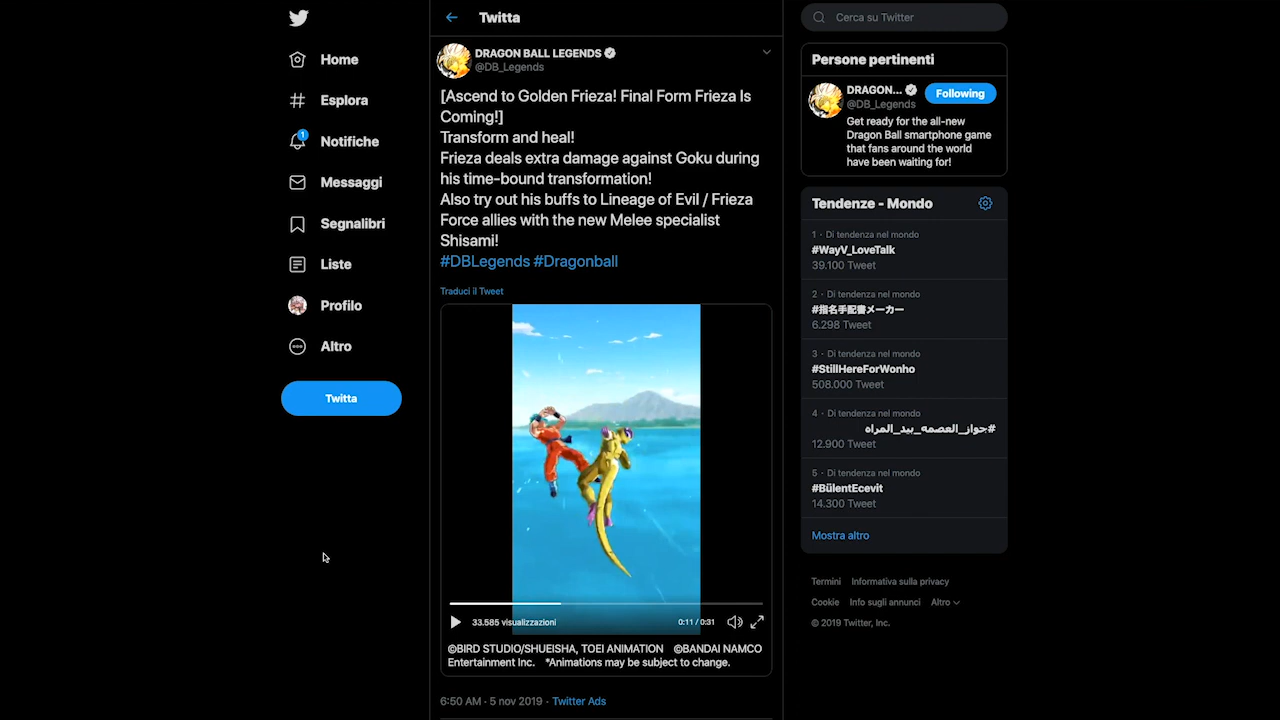 Home
Esplora
1
Notifiche
Messaggi
Segnalibri
Liste
Profilo
Altro
Twitta
Twitta
DRAGON BALL LEGENDS
@DB_Legends
[Ascend to Golden Frieza! Final Form Frieza Is
Coming!]
Transform and heal!
Frieza deals extra damage against Goku during
his time-bound transformation!
Also try out his buffs to Lineage of Evil / Frieza
Force allies with the new Melee specialist
Shisami!
#DBLegends #Dragonball
Traduci il Tweet
33.585 visualizzazioni
0:11 / 0:31
©BIRD STUDIO/SHUEISHA, TOEI ANIMATION ©BANDAI NAMCO
Entertainment Inc. *Animations may be subject to change.
6:50 AM · 5 nov 2019 · Twitter Ads
Cerca su Twitter
Persone pertinenti
DRAGON...
@DB_Legends
Following
Get ready for the all-new
Dragon Ball smartphone game
that fans around the world
have been waiting for!
Tendenze - Mondo
1 · Di tendenza nel mondo
#WayV_LoveTalk
39.100 Tweet
2 · Di tendenza nel mondo
#指名手配書メーカー
6.298 Tweet
3 · Di tendenza nel mondo
#StillHereForWonho
508.000 Tweet
4 · Di tendenza nel mondo
#جواز_العصمه_بيد_المراه
12.900 Tweet
5 · Di tendenza nel mondo
#BülentEcevit
14.300 Tweet
Mostra altro
Termini Informativa sulla privacy
Cookie Info sugli annunci Altro
© 2019 Twitter, Inc.